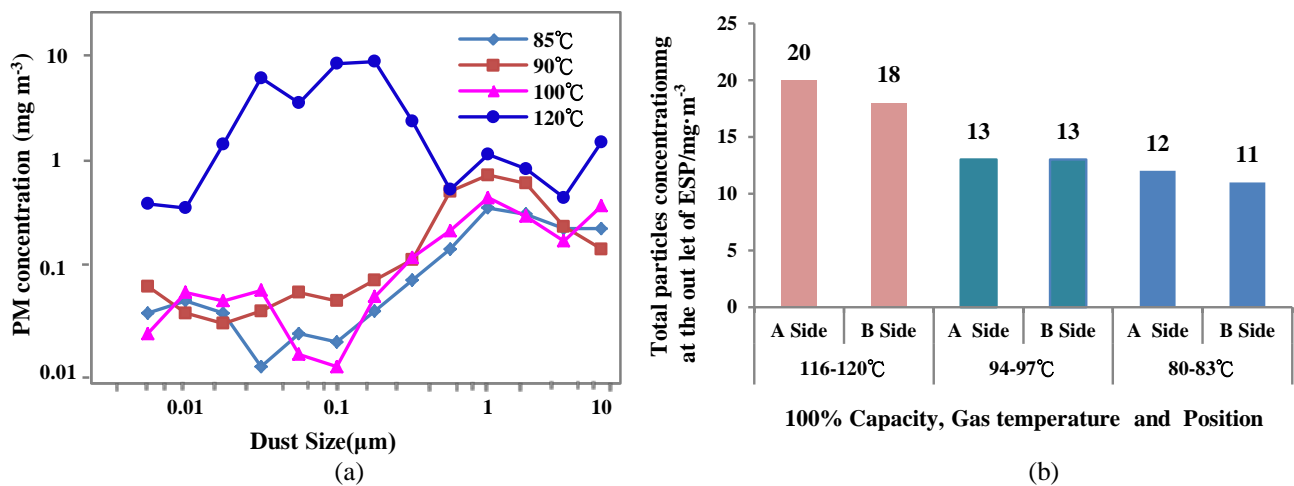 PM concentration (mg m-3)
10
1
0.1
0.01
85℃
90℃
100℃
120℃
0.01 0.1 1 10
Dust Size(μm)
(a)
Total particles concentrationmg
at the out let of ESP/mg·m-3
25
20
15
10
5
0
20
18
13
13
12
11
A Side B Side A Side B Side A Side B Side
116-120℃ 94-97℃ 80-83℃
100% Capacity, Gas temperature and Position
(b)